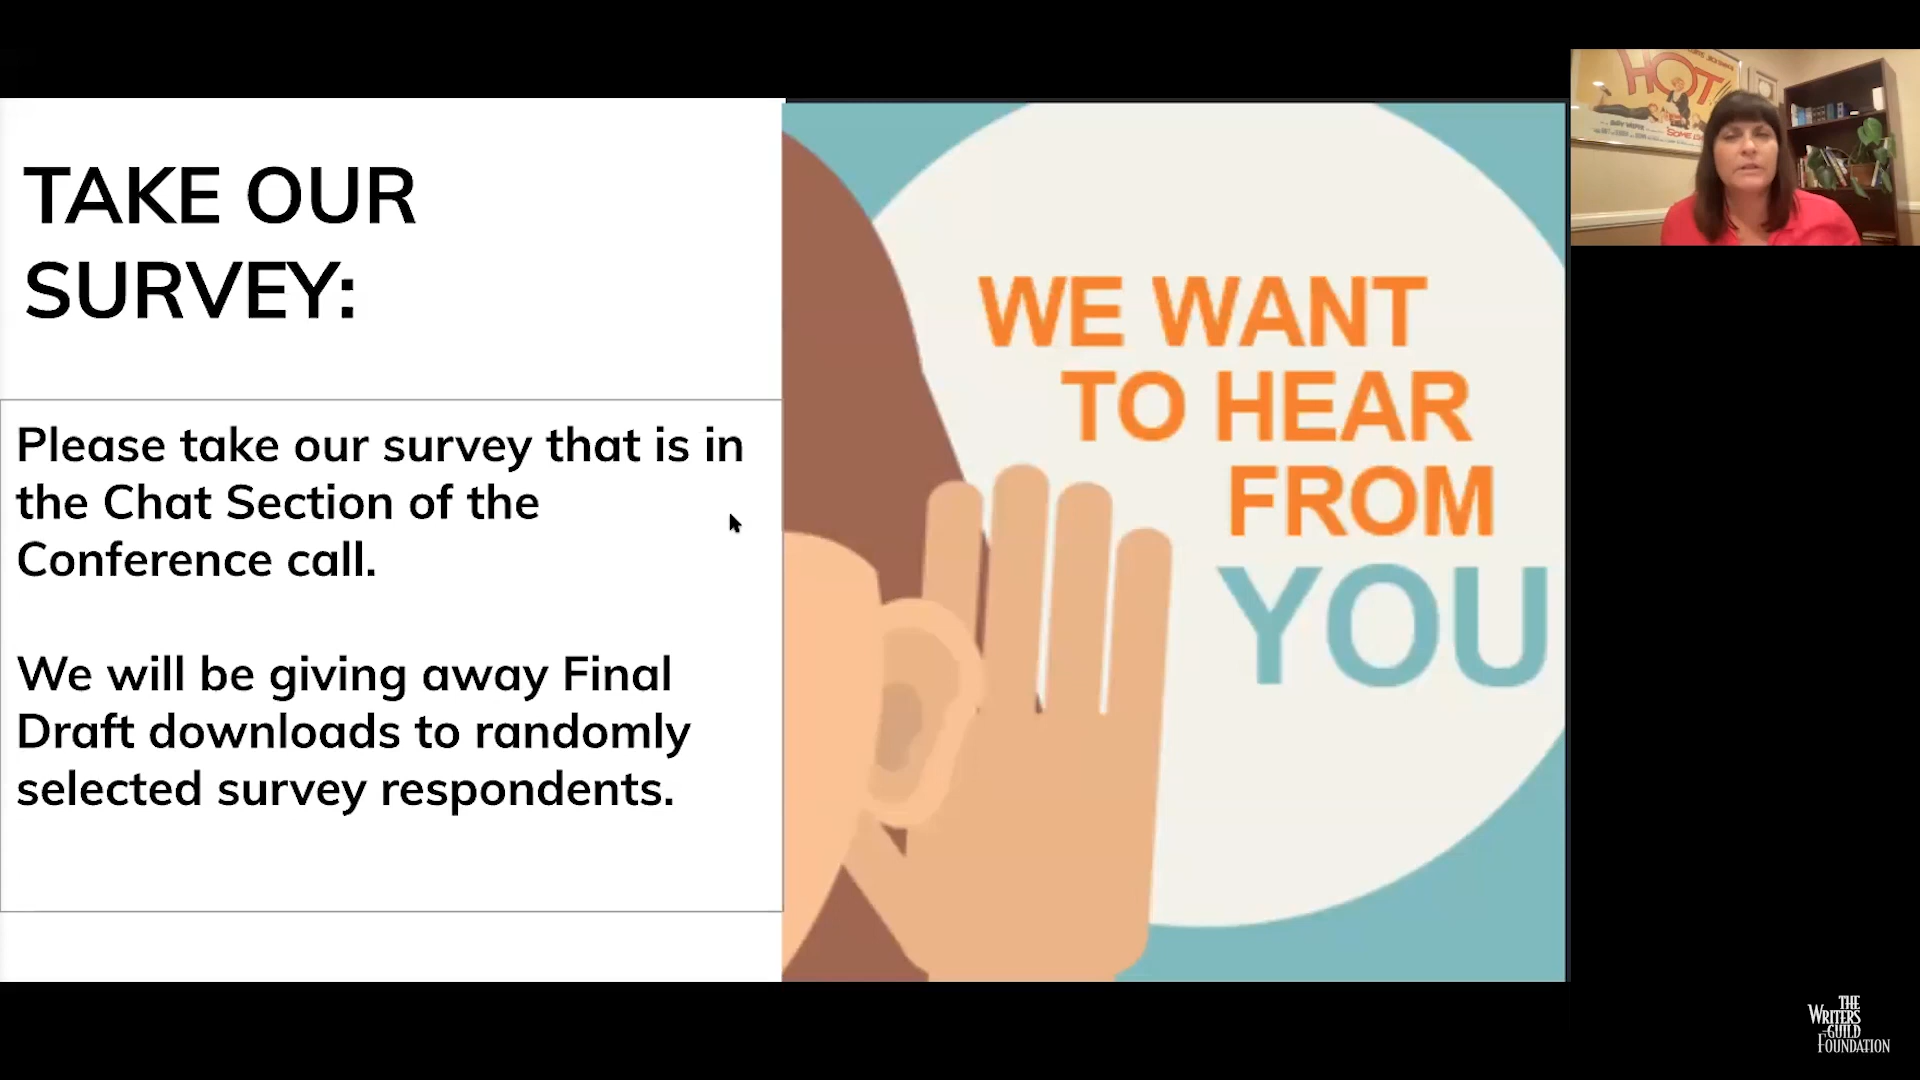 TAKE OUR
SURVEY:
Please take our survey that is in
the Chat Section of the
Conference call.
We will be giving away Final
Draft downloads to randomly
selected survey respondents.
WE WANT
TO HEAR
FROM
YOU
HOT
SOME
THE
WRITERS
GUILD
FOUNDATION